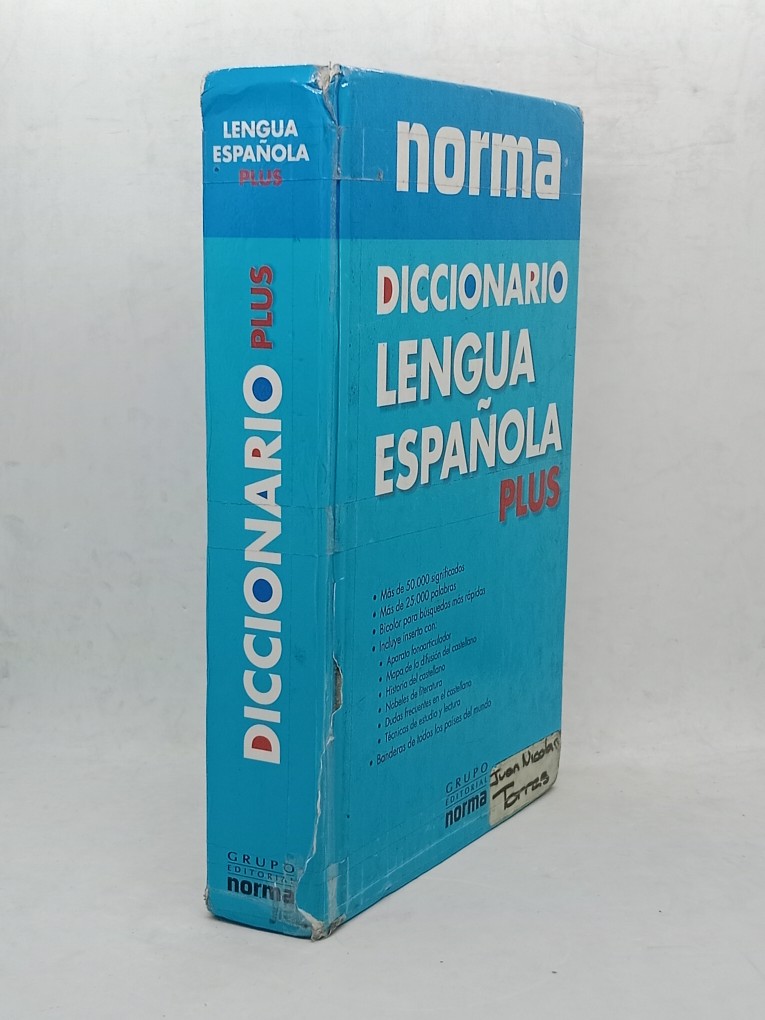 LENGUA
ESPAÑOLA
PLUS
DICCIONARIO PLUS
GRUPO
EDITORIAL
norma
norma
DICCIONARIO
LENGUA
ESPAÑOLA
PLUS
• Más de 50.000 significados
• Más de 25.000 palabras
• Bicolor para búsquedas más rápidas
• Incluye inserto con:
• Aparato fonoarticulador
• Mapa de la difusión del castellano
• Historia del castellano
• Nóbeles de literatura
• Dudas frecuentes en el castellano
• Técnicas de estudio y lectura
• Banderas de todos los países del mundo
GRUPO
EDITORIAL
norma
Juan Nicolas
Torres